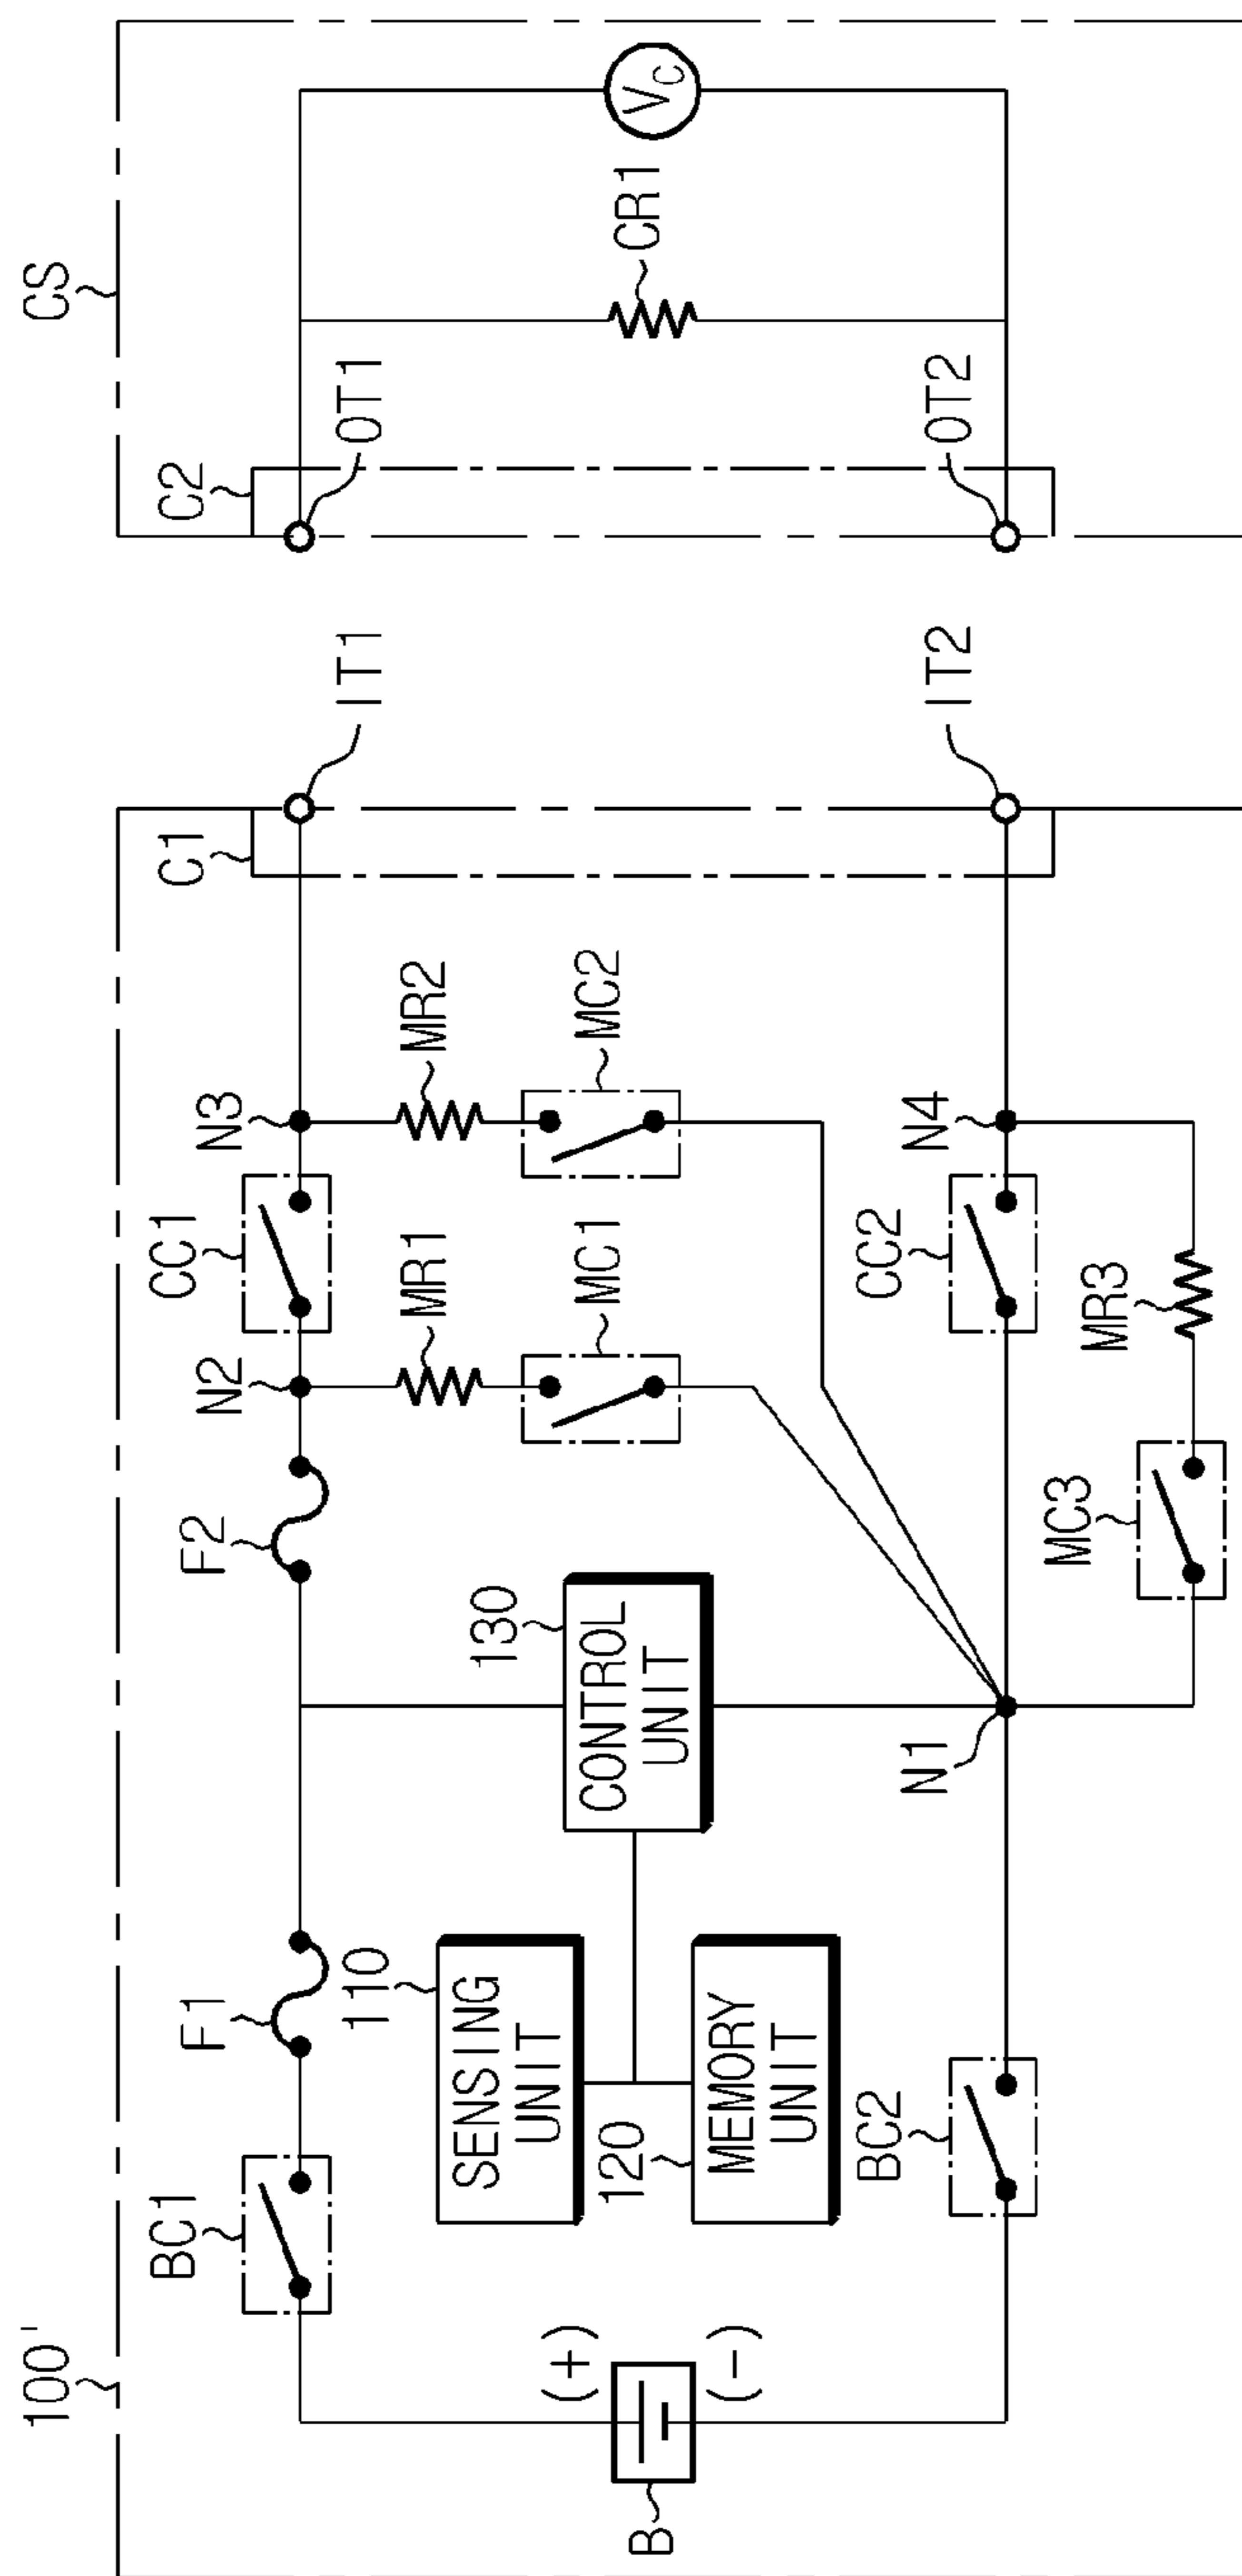 100'
CS
BC1
F1
F2
N2
CC1
N3
C1
C2
IT1
OT1
MR1
MR2
110
SENSING
UNIT
130
CONTROL
UNIT
MC1
MC2
CR1
VC
B
(+)
(-)
120
MEMORY
UNIT
BC2
N1
CC2
N4
IT2
OT2
MC3
MR3